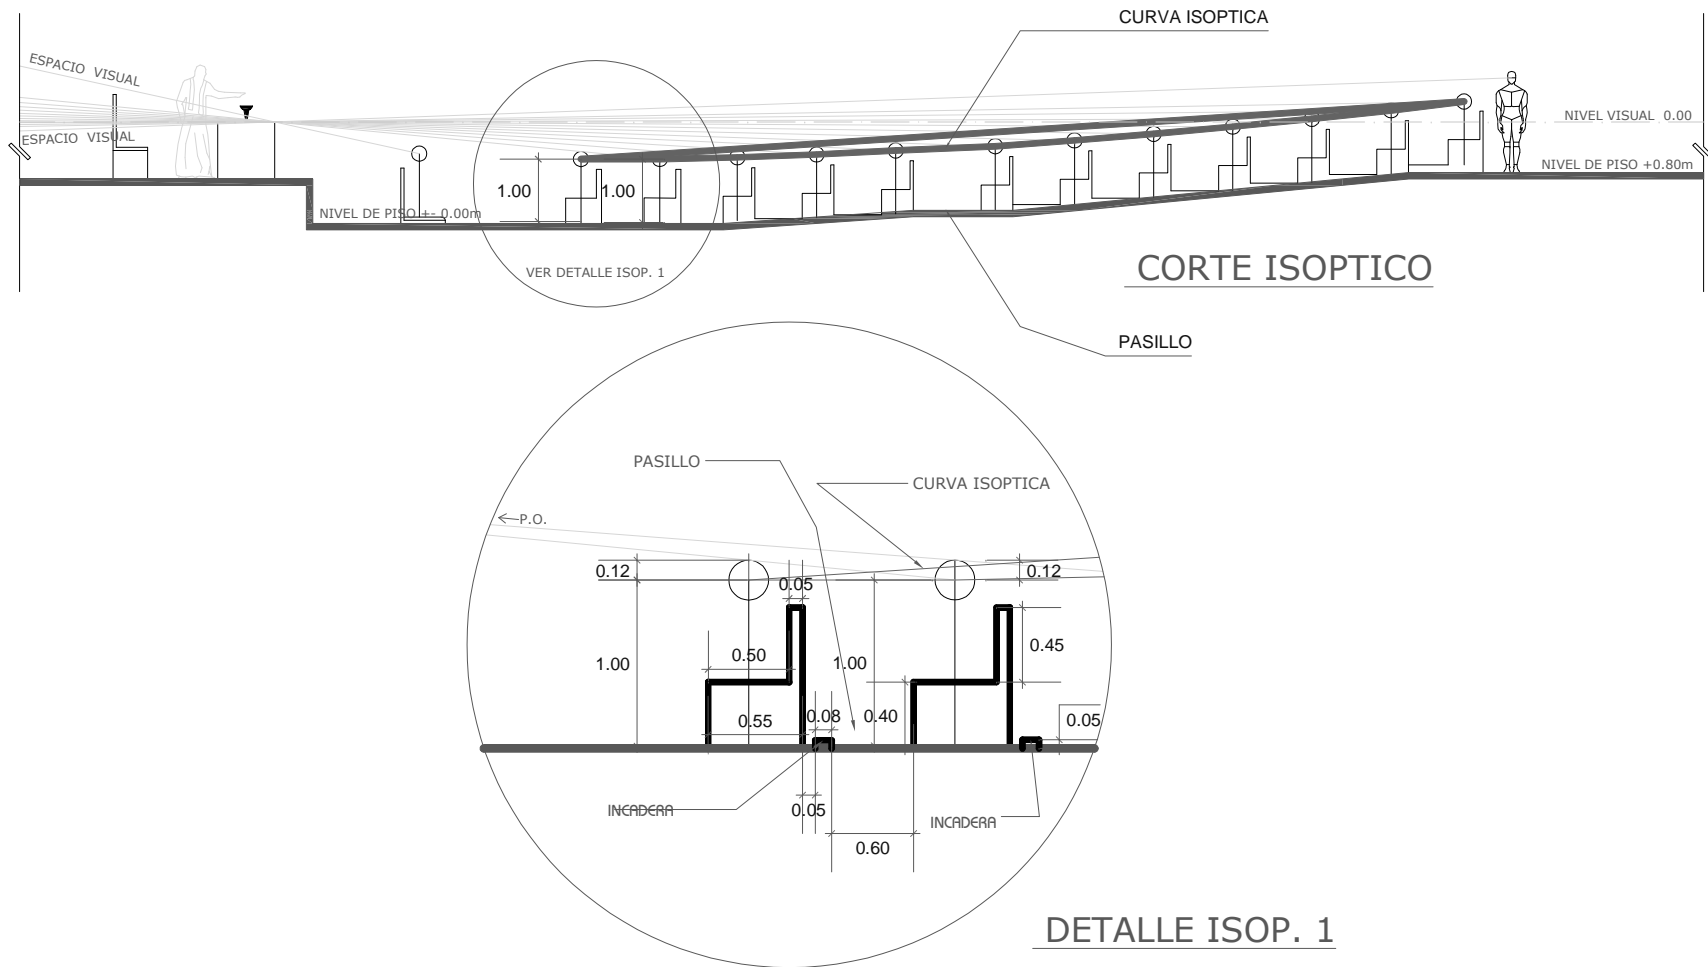 CURVA ISOPTICA
ESPACIO VISUAL
NIVEL VISUAL 0.00
ESPACIO VISUAL
NIVEL DE PISO +0.80m
1.00
1.00
NIVEL DE PISO +- 0.00m
VER DETALLE ISOP. 1
CORTE ISOPTICO
PASILLO
PASILLO
CURVA ISOPTICA
P.O.
0.12
0.12
0.05
0.45
0.50
1.00
1.00
0.55
0.08
0.40
0.05
INCADERA
0.05
INCADERA
0.60
DETALLE ISOP. 1